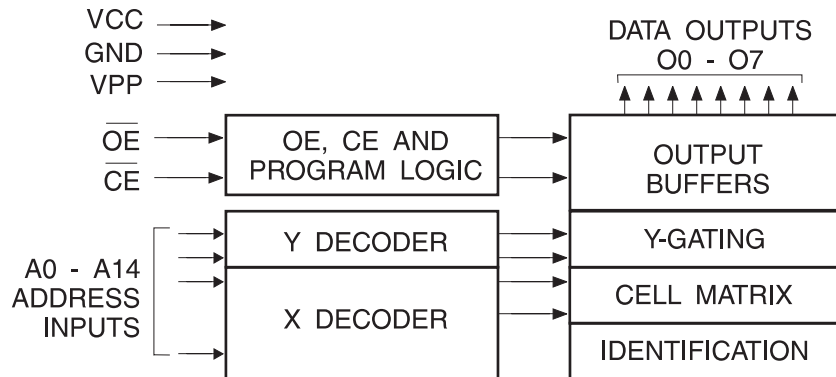 VCC
GND
VPP
OE
CE
A0 - A14
ADDRESS
INPUTS
OE, CE AND
PROGRAM LOGIC
Y DECODER
X DECODER
DATA OUTPUTS
O0 - O7
OUTPUT
BUFFERS
Y-GATING
CELL MATRIX
IDENTIFICATION